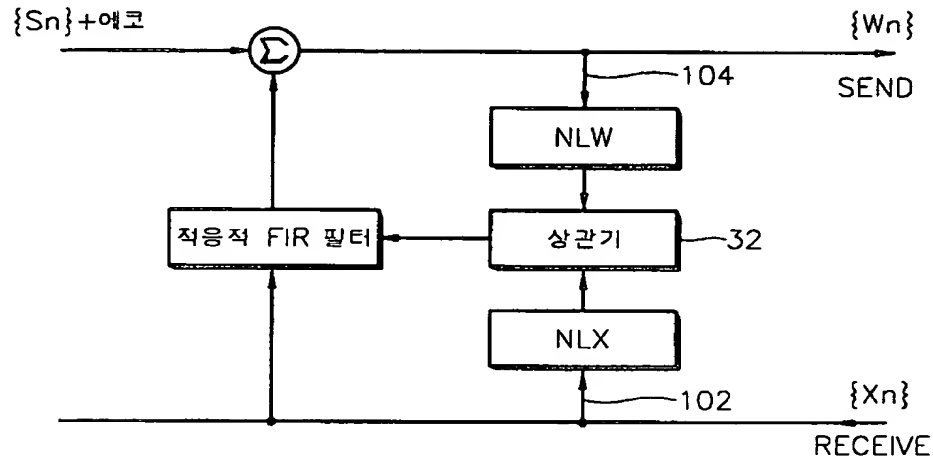 {Sn}+에코
{Wn}
Σ
104
SEND
NLW
적응적 FIR 필터
상관기
32
NLX
102
{Xn}
RECEIVE